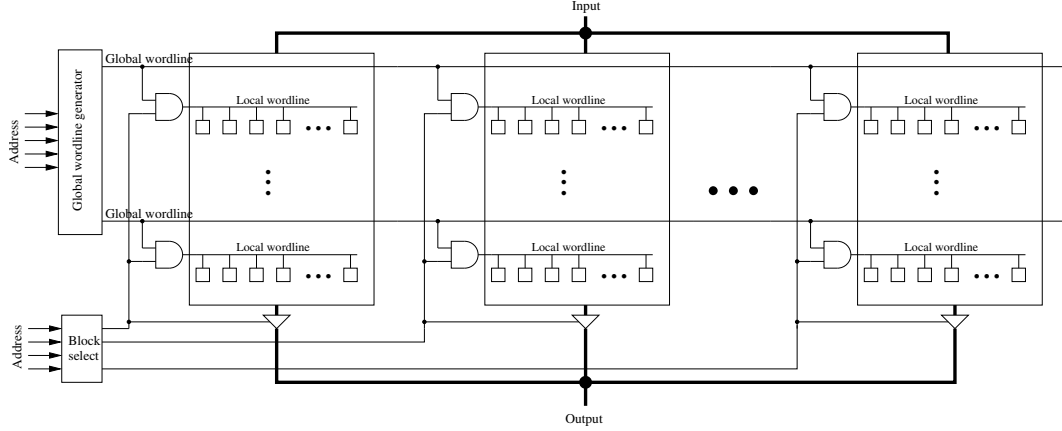 Input
Global wordline
Local wordline
Local wordline
Local wordline
Global wordline generator
Address
Global wordline
Local wordline
Local wordline
Local wordline
Address
Block
select
Output